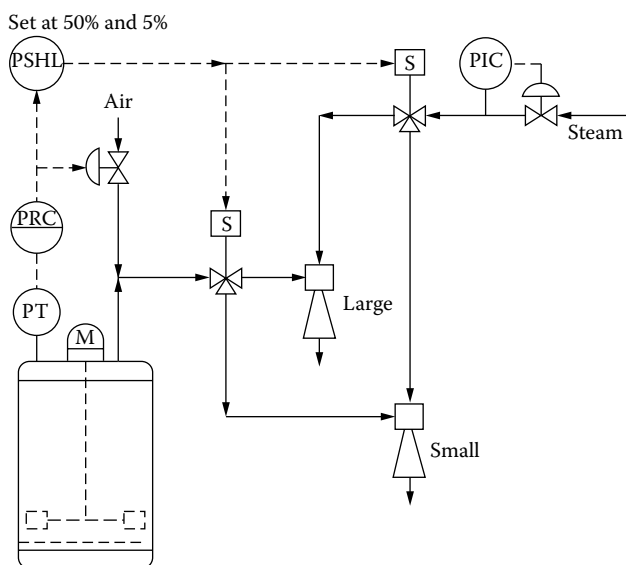 Set at 50% and 5%
PSHL
S
PIC
Air
Steam
PRC
S
PT
Large
M
Small